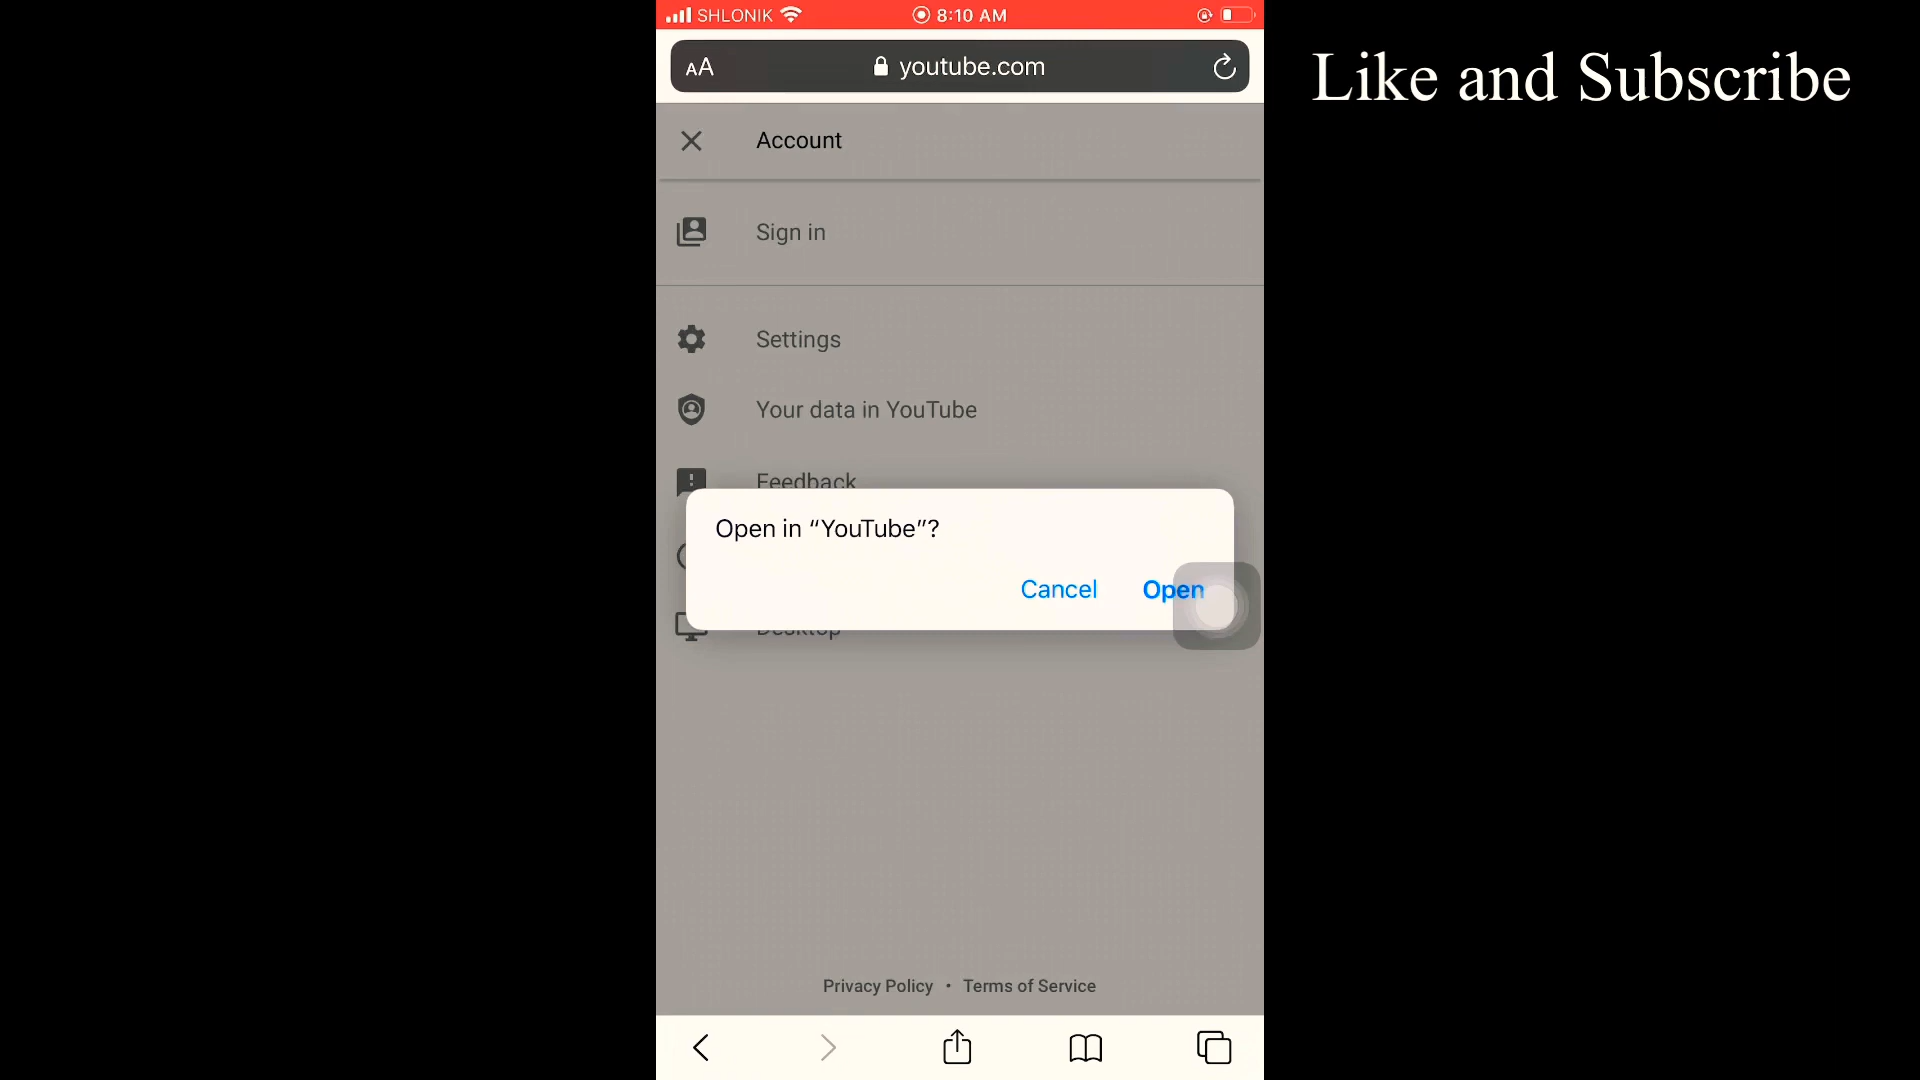 SHLONIK
8:10 AM
AA
youtube.com
Like and Subscribe
Account
Sign in
Settings
Your data in YouTube
Feedback
Open in “YouTube”?
Cancel
Open
Desktop
Privacy Policy • Terms of Service